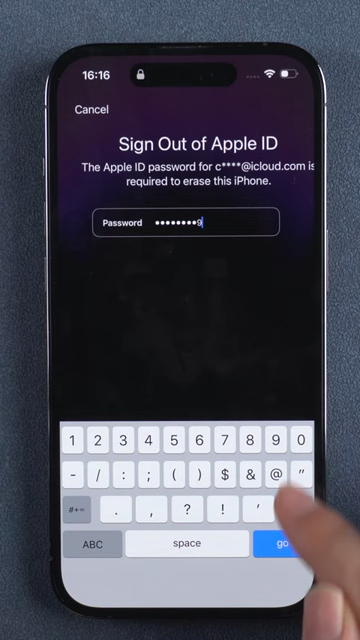 16:16
Cancel
Sign Out of Apple ID
The Apple ID password for c****@icloud.com is
required to erase this iPhone.
Password ••••••••9
1 2 3 4 5 6 7 8 9 0
- / : ; ( ) $ & @ "
#+= . , ? ! '
ABC space go